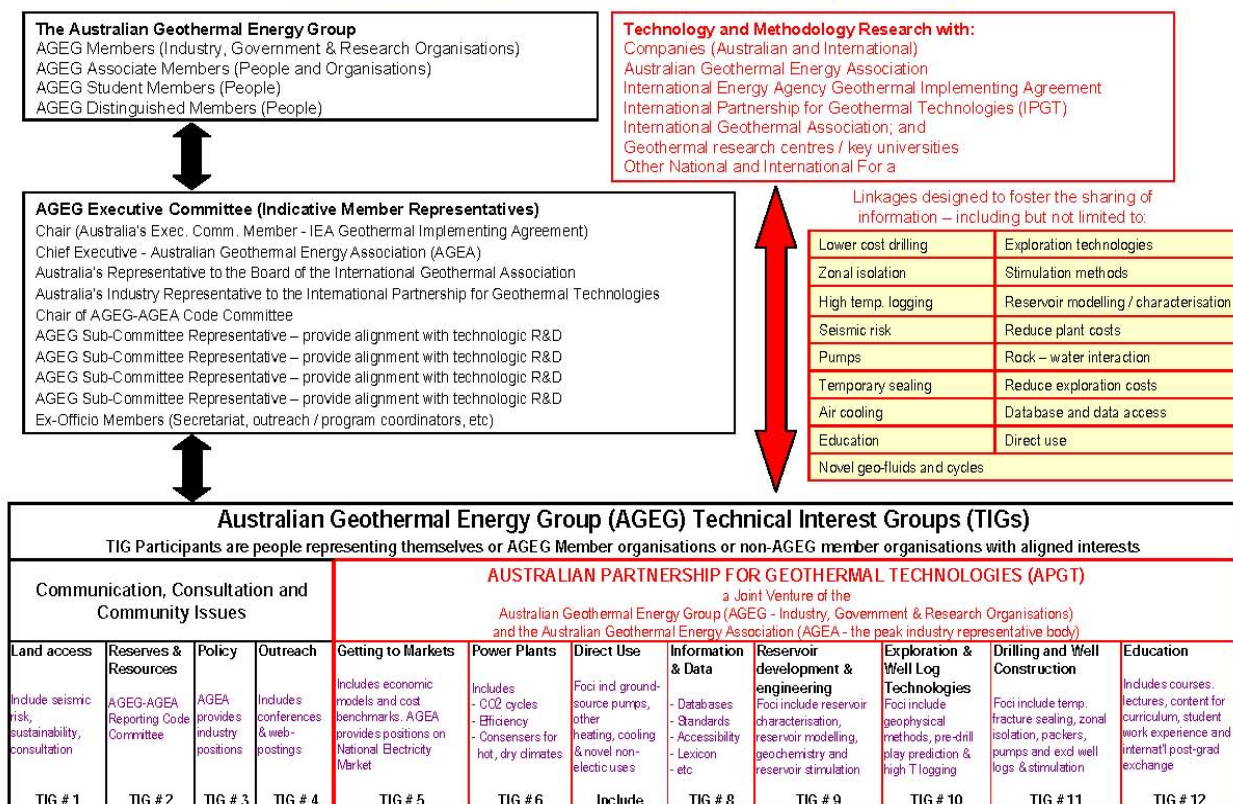 The Australian Geothermal Energy Group
AGEG Members (Industry, Government & Research Organisations)
AGEG Associate Members (People and Organisations)
AGEG Student Members (People)
AGEG Distinguished Members (People)
Technology and Methodology Research with:
Companies (Australian and International)
Australian Geothermal Energy Association
International Energy Agency Geothermal Implementing Agreement
International Partnership for Geothermal Technologies (IPGT)
International Geothermal Association; and
Geothermal research centres / key universities
Other National and International For a
AGEG Executive Committee (Indicative Member Representatives)
Chair (Australia's Exec. Comm. Member - IEA Geothermal Implementing Agreement)
Chief Executive - Australian Geothermal Energy Association (AGEA)
Australia's Representative to the Board of the International Geothermal Association
Australia's Industry Representative to the International Partnership for Geothermal Technologies
Chair of AGEG-AGEA Code Committee
AGEG Sub-Committee Representative – provide alignment with technologic R&D
AGEG Sub-Committee Representative – provide alignment with technologic R&D
AGEG Sub-Committee Representative – provide alignment with technologic R&D
AGEG Sub-Committee Representative – provide alignment with technologic R&D
Ex-Officio Members (Secretariat, outreach / program coordinators, etc)
Linkages designed to foster the sharing of
information – including but not limited to:
Lower cost drilling
Exploration technologies
Zonal isolation
Stimulation methods
High temp. logging
Reservoir modelling / characterisation
Seismic risk
Reduce plant costs
Pumps
Rock – water interaction
Temporary sealing
Reduce exploration costs
Air cooling
Database and data access
Education
Direct use
Novel geo-fluids and cycles
Australian Geothermal Energy Group (AGEG) Technical Interest Groups (TIGs)
TIG Participants are people representing themselves or AGEG Member organisations or non-AGEG member organisations with aligned interests
Communication, Consultation and
Community Issues
AUSTRALIAN PARTNERSHIP FOR GEOTHERMAL TECHNOLOGIES (APGT)
a Joint Venture of the
Australian Geothermal Energy Group (AGEG - Industry, Government & Research Organisations)
and the Australian Geothermal Energy Association (AGEA - the peak industry representative body)
Land access
Include seismic
risk,
sustainability,
consultation
TIG # 1
Reserves &
Resources
AGEG-AGEA
Reporting Code
Committee
TIG # 2
Policy
AGEA
provides
industry
positions
TIG # 3
Outreach
Includes
conferences
& web-
postings
TIG # 4
Getting to Markets
Includes economic
models and cost
benchmarks. AGEA
provides positions on
National Electricity
Market
TIG # 5
Power Plants
Includes
- CO2 cycles
- Efficiency
- Consensers for
hot, dry climates
TIG # 6
Direct Use
Foci incl ground-
source pumps,
other
heating, cooling
& novel non-
electic uses
Include
Information
& Data
- Databases
- Standards
- Accessibility
- Lexicon
- etc
TIG # 8
Reservoir
development &
engineering
Foci include reservoir
characterisation,
reservoir modelling,
geochemistry and
reservoir stimulation
TIG # 9
Exploration &
Well Log
Technologies
Foci include
geophysical
methods, pre-drill
play prediction &
high T logging
TIG # 10
Drilling and Well
Construction
Foci include temp.
fracture sealing, zonal
isolation, packers,
pumps and excl well
logs & stimulation
TIG # 11
Education
Includes courses.
lectures, content for
curriculum, student
work experience and
internat'l post-grad
exchange
TIG # 12